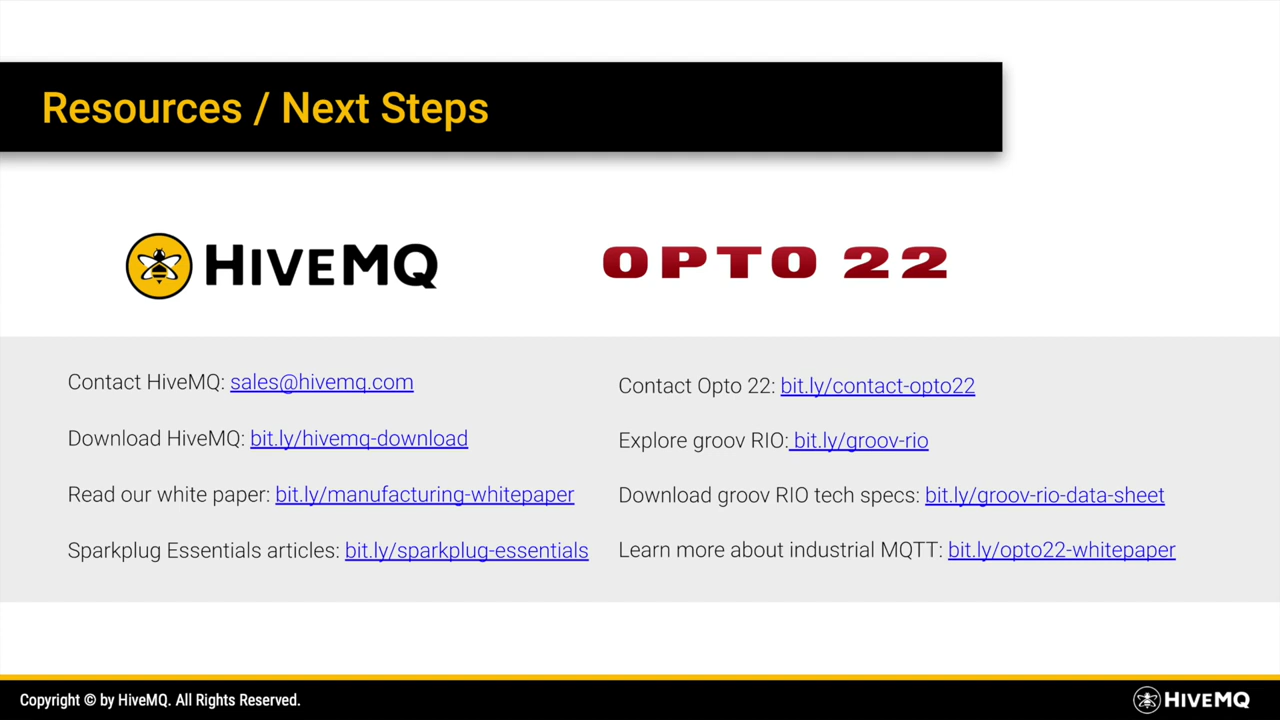 Resources / Next Steps
HIVEMQ
OPTO 22
Contact HiveMQ: sales@hivemq.com
Download HiveMQ: bit.ly/hivemq-download
Read our white paper: bit.ly/manufacturing-whitepaper
Sparkplug Essentials articles: bit.ly/sparkplug-essentials
Contact Opto 22: bit.ly/contact-opto22
Explore groov RIO: bit.ly/groov-rio
Download groov RIO tech specs: bit.ly/groov-rio-data-sheet
Learn more about industrial MQTT: bit.ly/opto22-whitepaper
Copyright © by HiveMQ. All Rights Reserved.
HIVEMQ